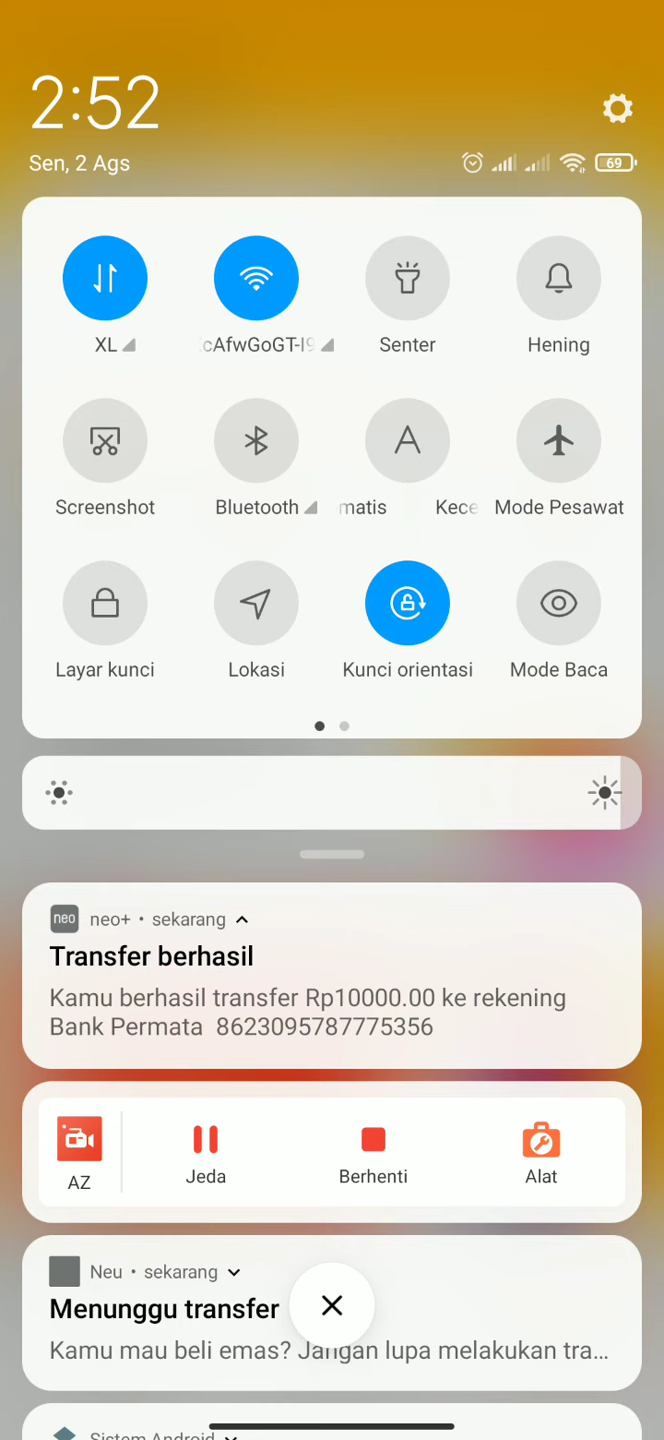 2:52
Sen, 2 Ags
69
XL
cAfwGoGT-I9
Senter
Hening
Screenshot
Bluetooth
matis Kece
Mode Pesawat
Layar kunci
Lokasi
Kunci orientasi
Mode Baca
neo neo+ • sekarang
Transfer berhasil
Kamu berhasil transfer Rp10000.00 ke rekening
Bank Permata 8623095787775356
AZ
Jeda
Berhenti
Alat
Neu • sekarang
Menunggu transfer
Kamu mau beli emas? Jangan lupa melakukan tra...
Sistem Android